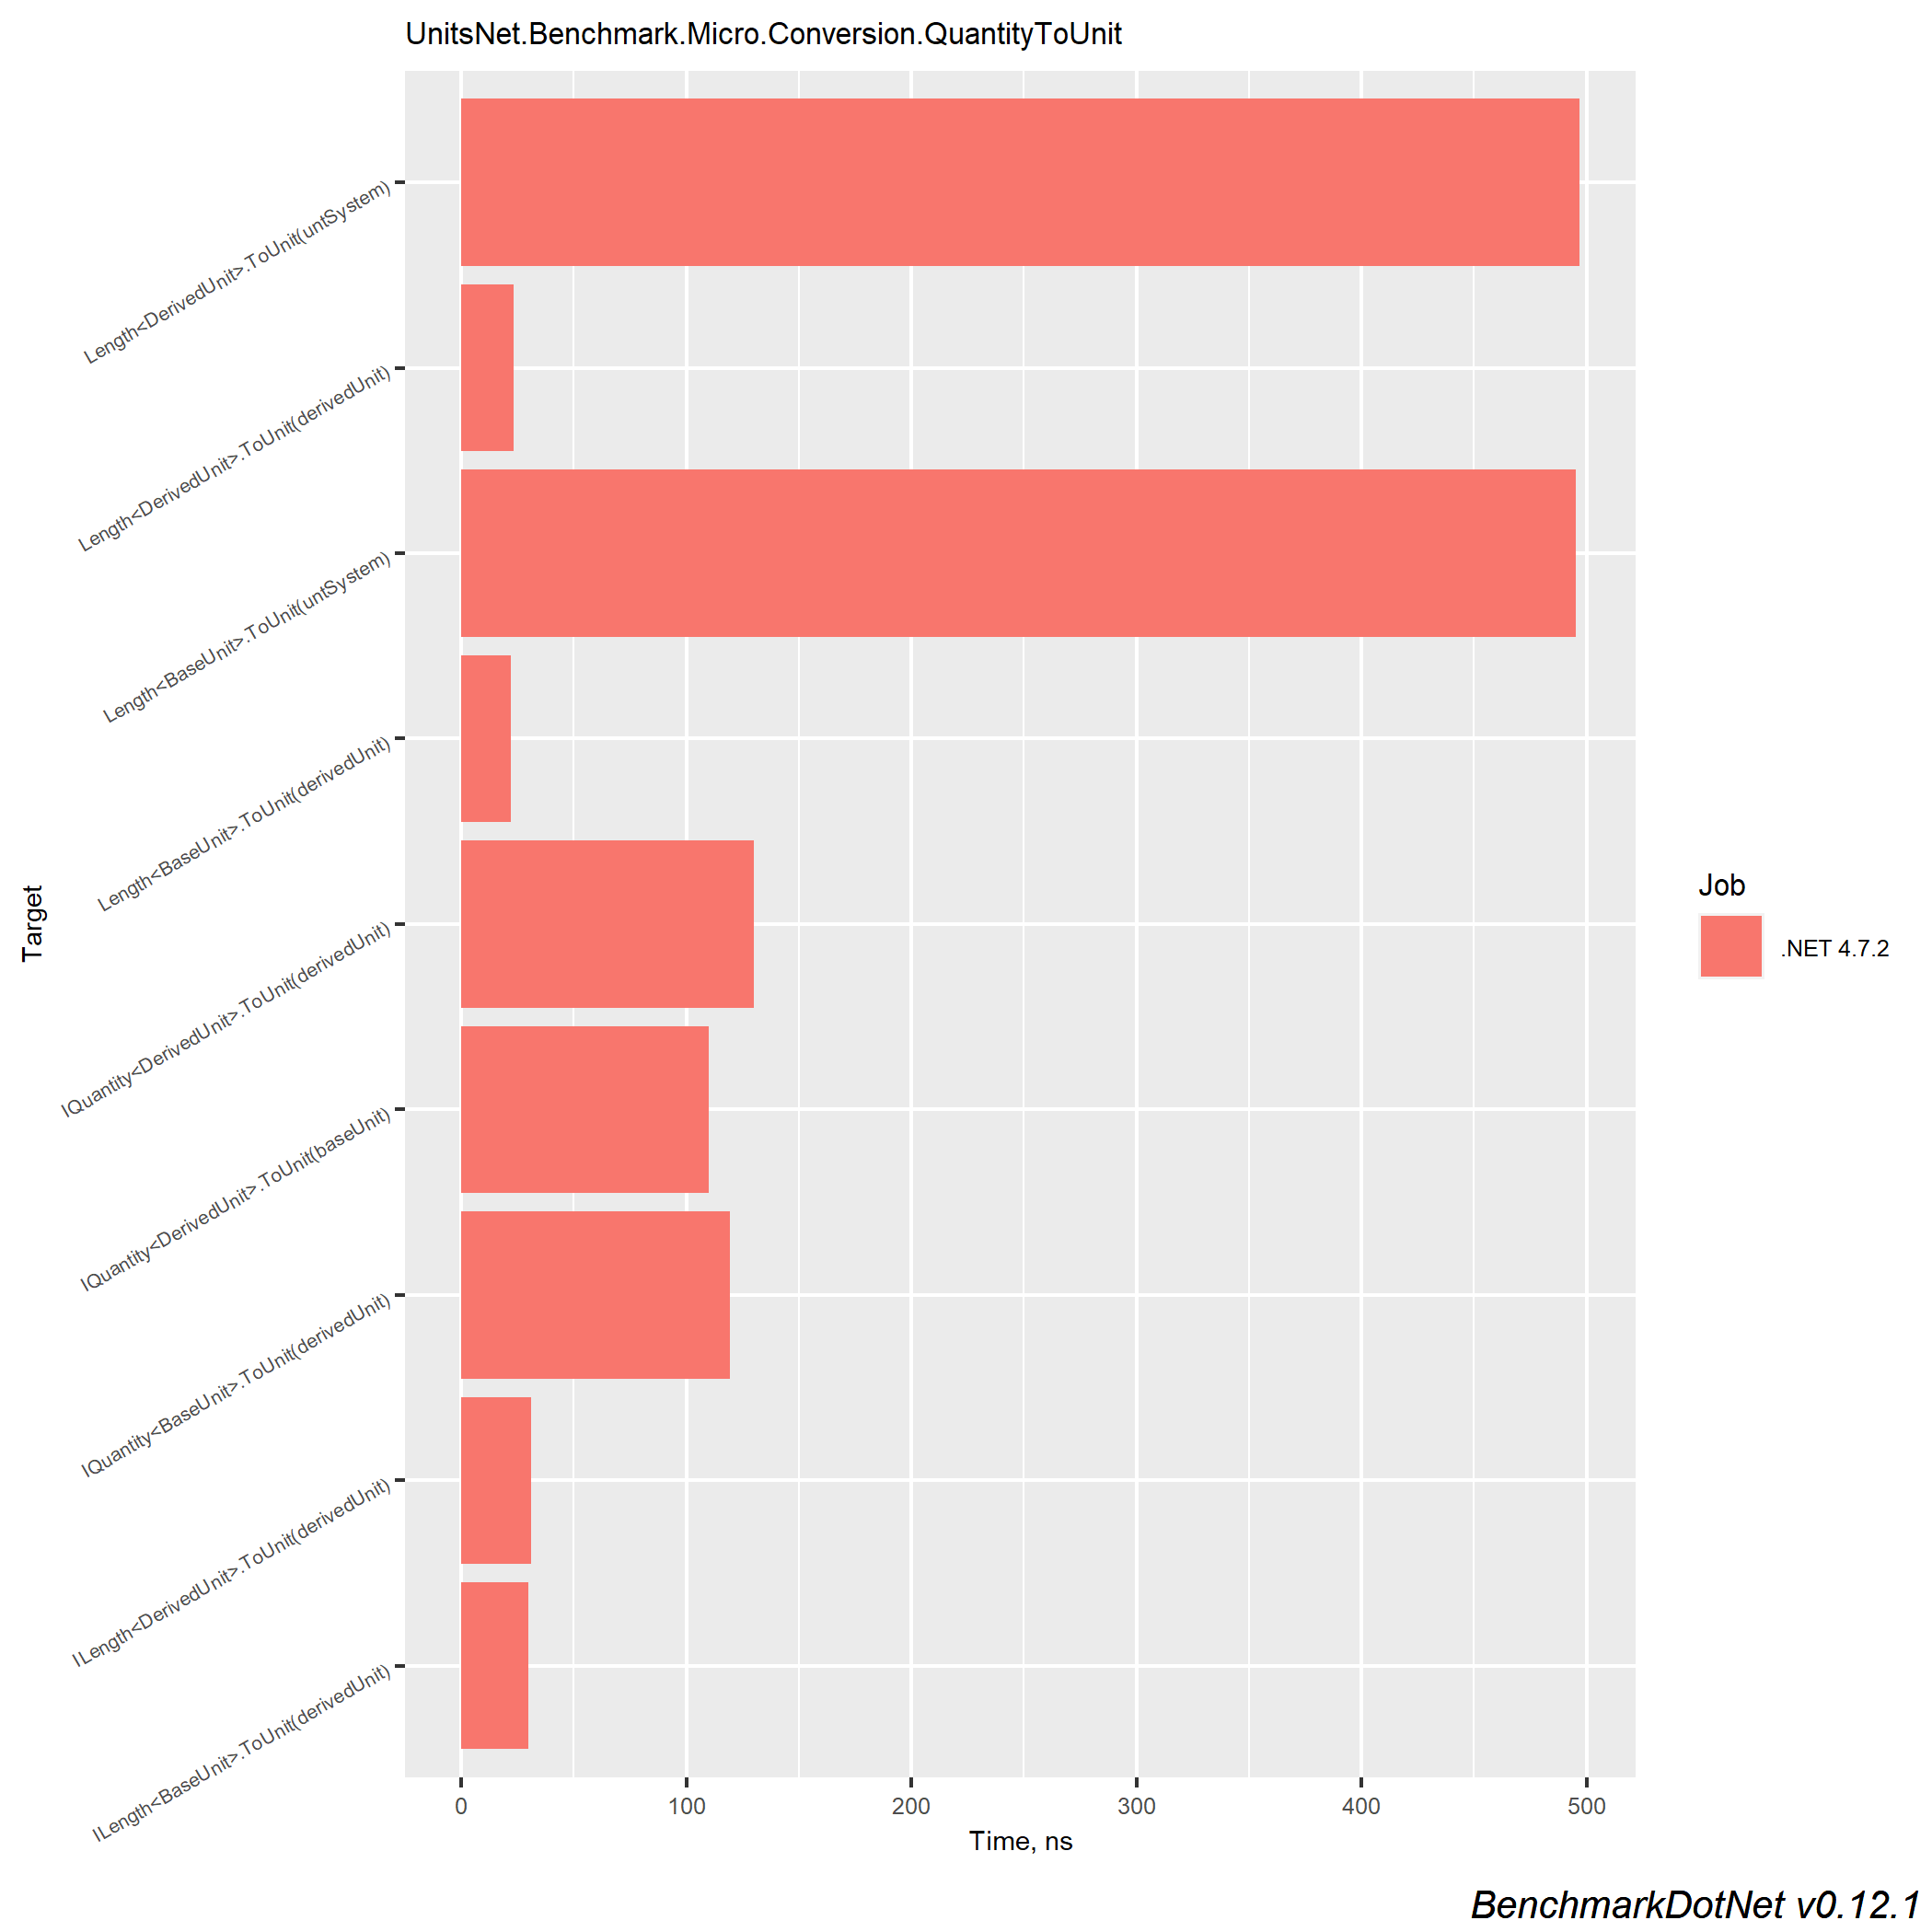 UnitsNet.Benchmark.Micro.Conversion.QuantityToUnit
Length<DerivedUnit>.ToUnit(untSystem)
Length<DerivedUnit>.ToUnit(derivedUnit)
Length<BaseUnit>.ToUnit(untSystem)
Length<BaseUnit>.ToUnit(derivedUnit)
IQuantity<DerivedUnit>.ToUnit(derivedUnit)
IQuantity<DerivedUnit>.ToUnit(baseUnit)
IQuantity<BaseUnit>.ToUnit(derivedUnit)
ILength<DerivedUnit>.ToUnit(derivedUnit)
ILength<BaseUnit>.ToUnit(derivedUnit)
Target
0 100 200 300 400 500
Time, ns
Job
.NET 4.7.2
BenchmarkDotNet v0.12.1